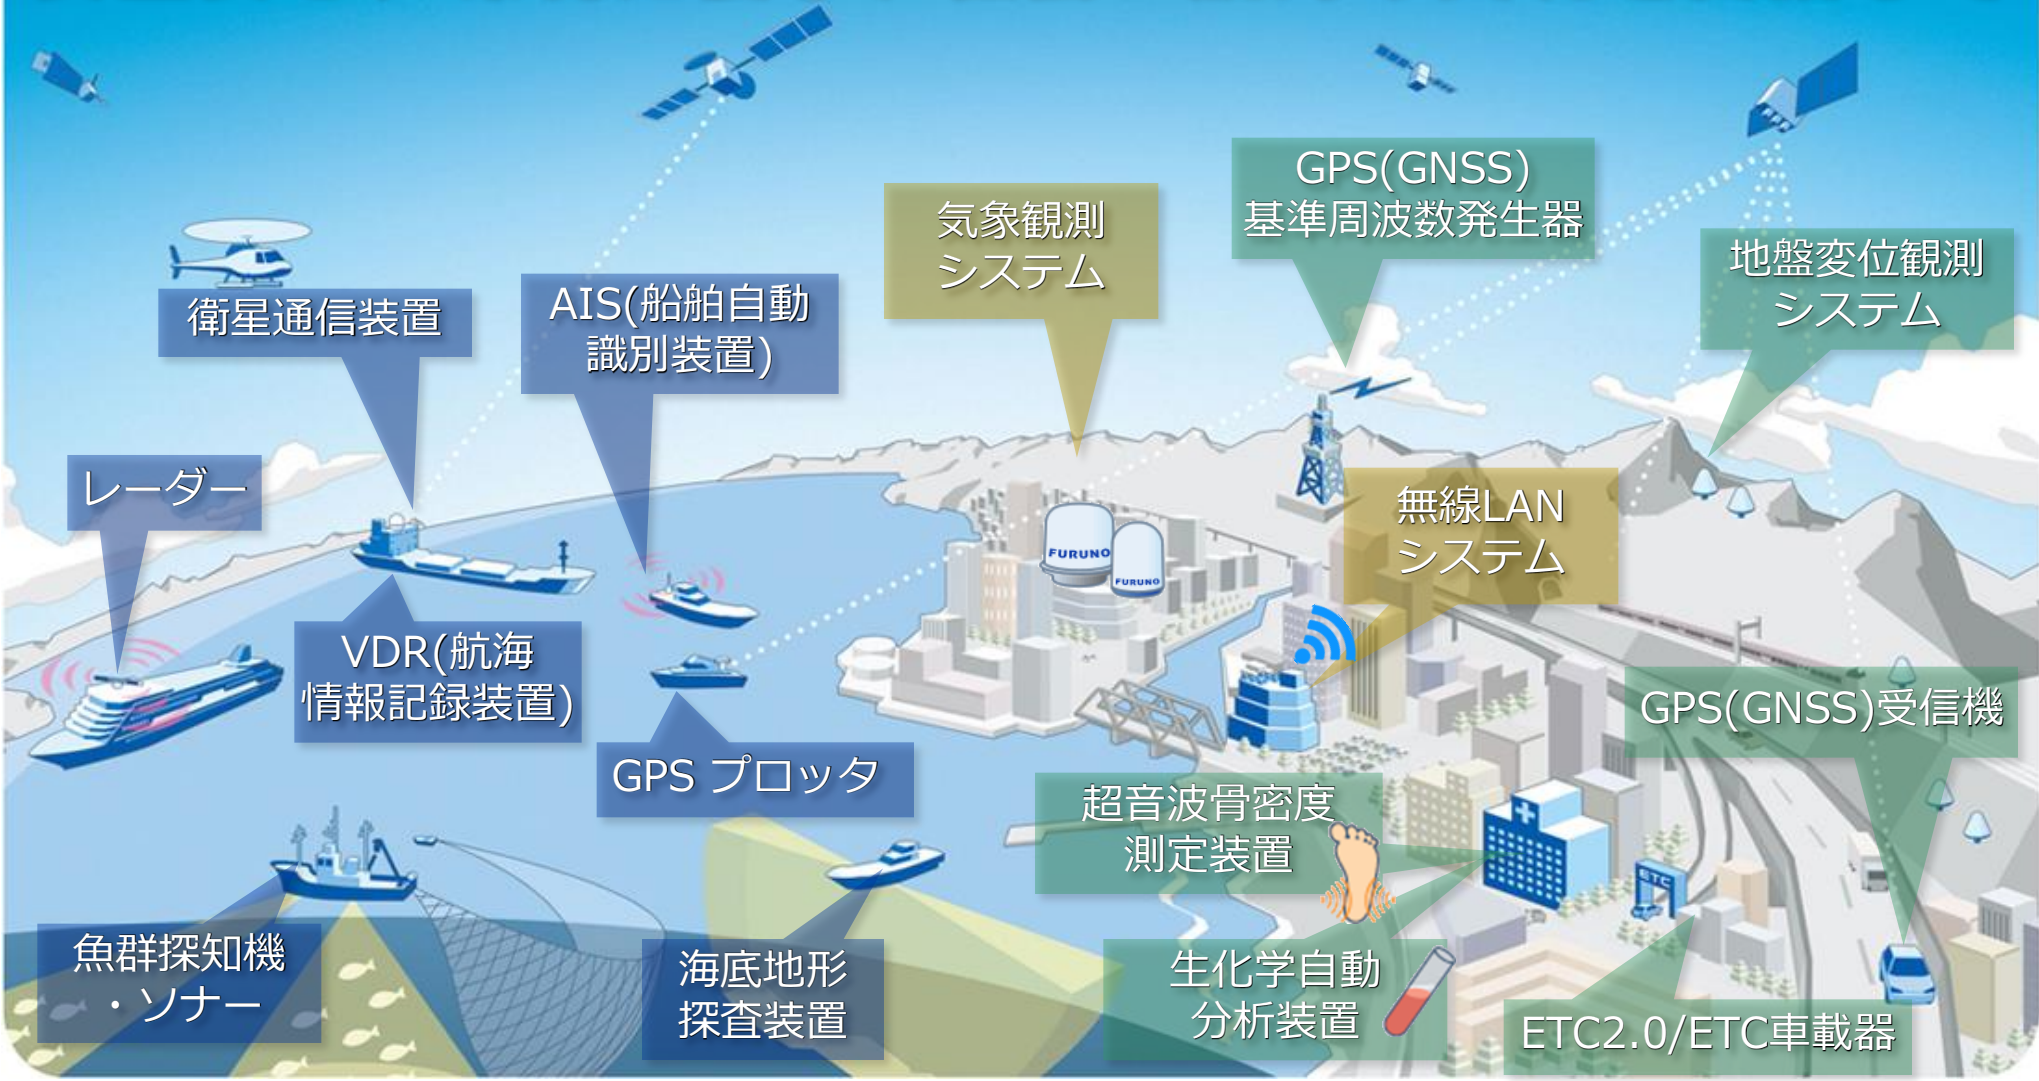 GPS(GNSS)
基準周波数発生器
気象観測
システム
地盤変位観測
システム
衛星通信装置
AIS(船舶自動
識別装置)
レーダー
無線LAN
システム
FURUNO
FURUNO
VDR(航海
情報記録装置)
GPS(GNSS)受信機
GPS プロッタ
超音波骨密度
測定装置
ETC
魚群探知機
・ソナー
海底地形
探査装置
生化学自動
分析装置
ETC2.0/ETC車載器